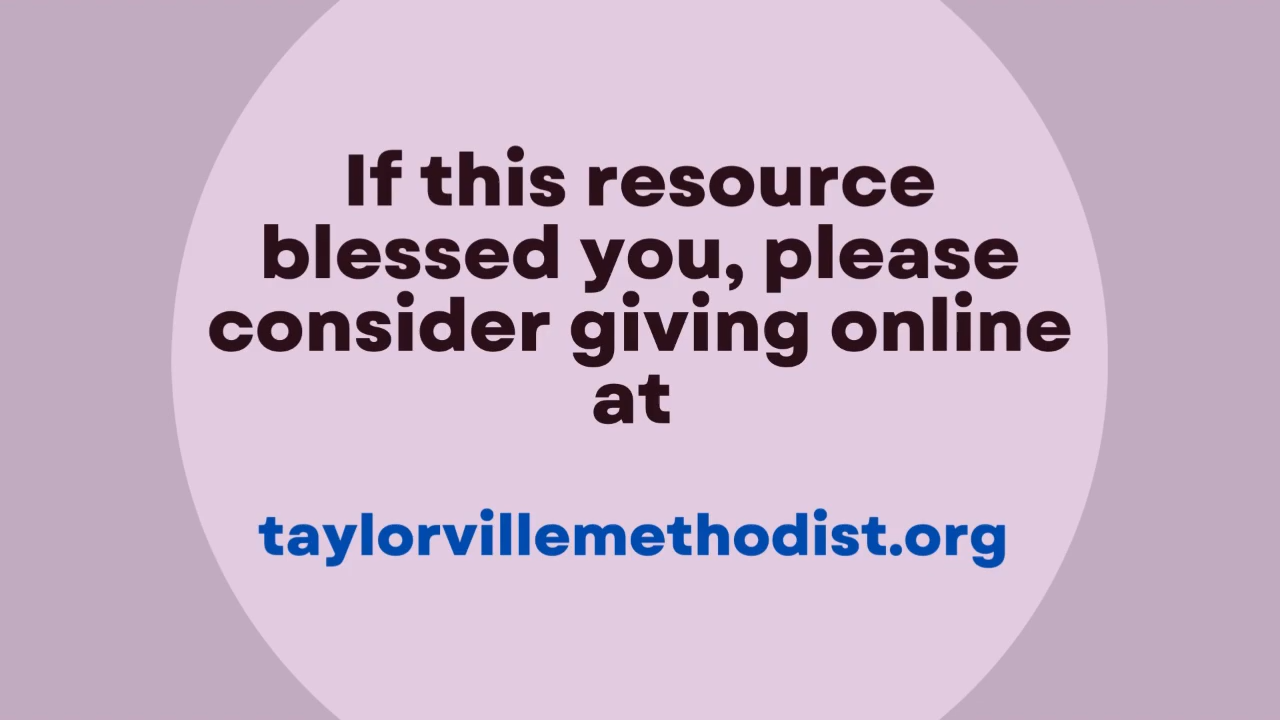 If this resource
blessed you, please
consider giving online
at
taylorvillemethodist.org